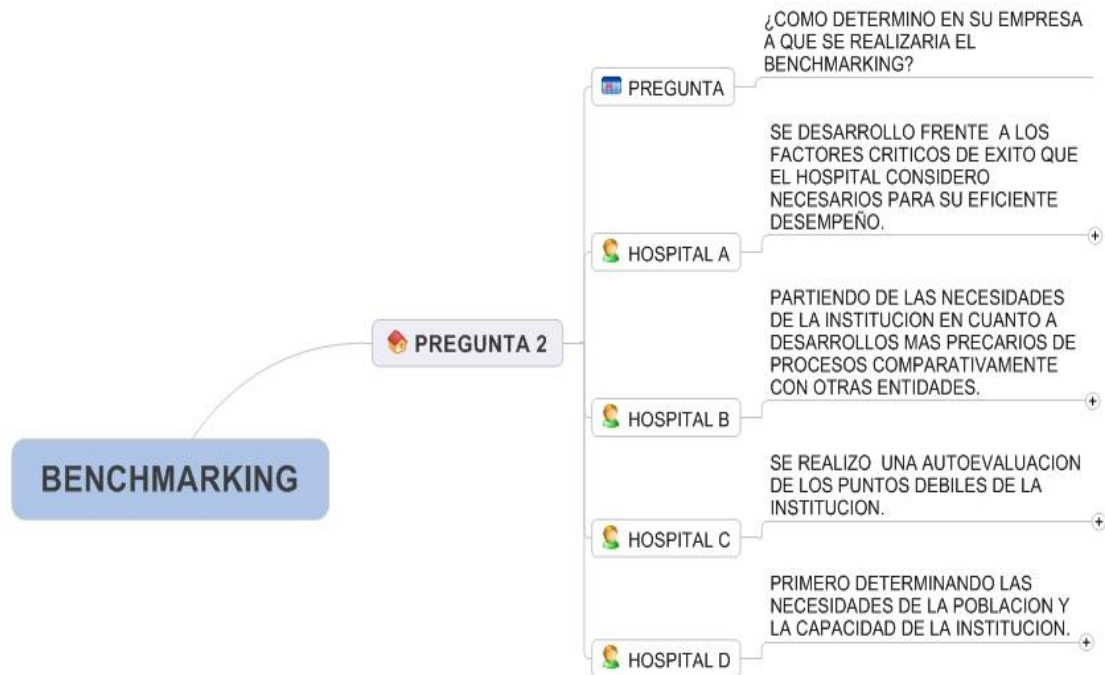 ¿COMO DETERMINO EN SU EMPRESA
A QUE SE REALIZARIA EL
BENCHMARKING?
PREGUNTA
SE DESARROLLO FRENTE A LOS
FACTORES CRITICOS DE EXITO QUE
EL HOSPITAL CONSIDERO
NECESARIOS PARA SU EFICIENTE
DESEMPEÑO.
HOSPITAL A
PARTIENDO DE LAS NECESIDADES
DE LA INSTITUCION EN CUANTO A
DESARROLLOS MAS PRECARIOS DE
PROCESOS COMPARATIVAMENTE
CON OTRAS ENTIDADES.
HOSPITAL B
PREGUNTA 2
BENCHMARKING
SE REALIZO UNA AUTOEVALUACION
DE LOS PUNTOS DEBILES DE LA
INSTITUCION.
HOSPITAL C
PRIMERO DETERMINANDO LAS
NECESIDADES DE LA POBLACION Y
LA CAPACIDAD DE LA INSTITUCION.
HOSPITAL D